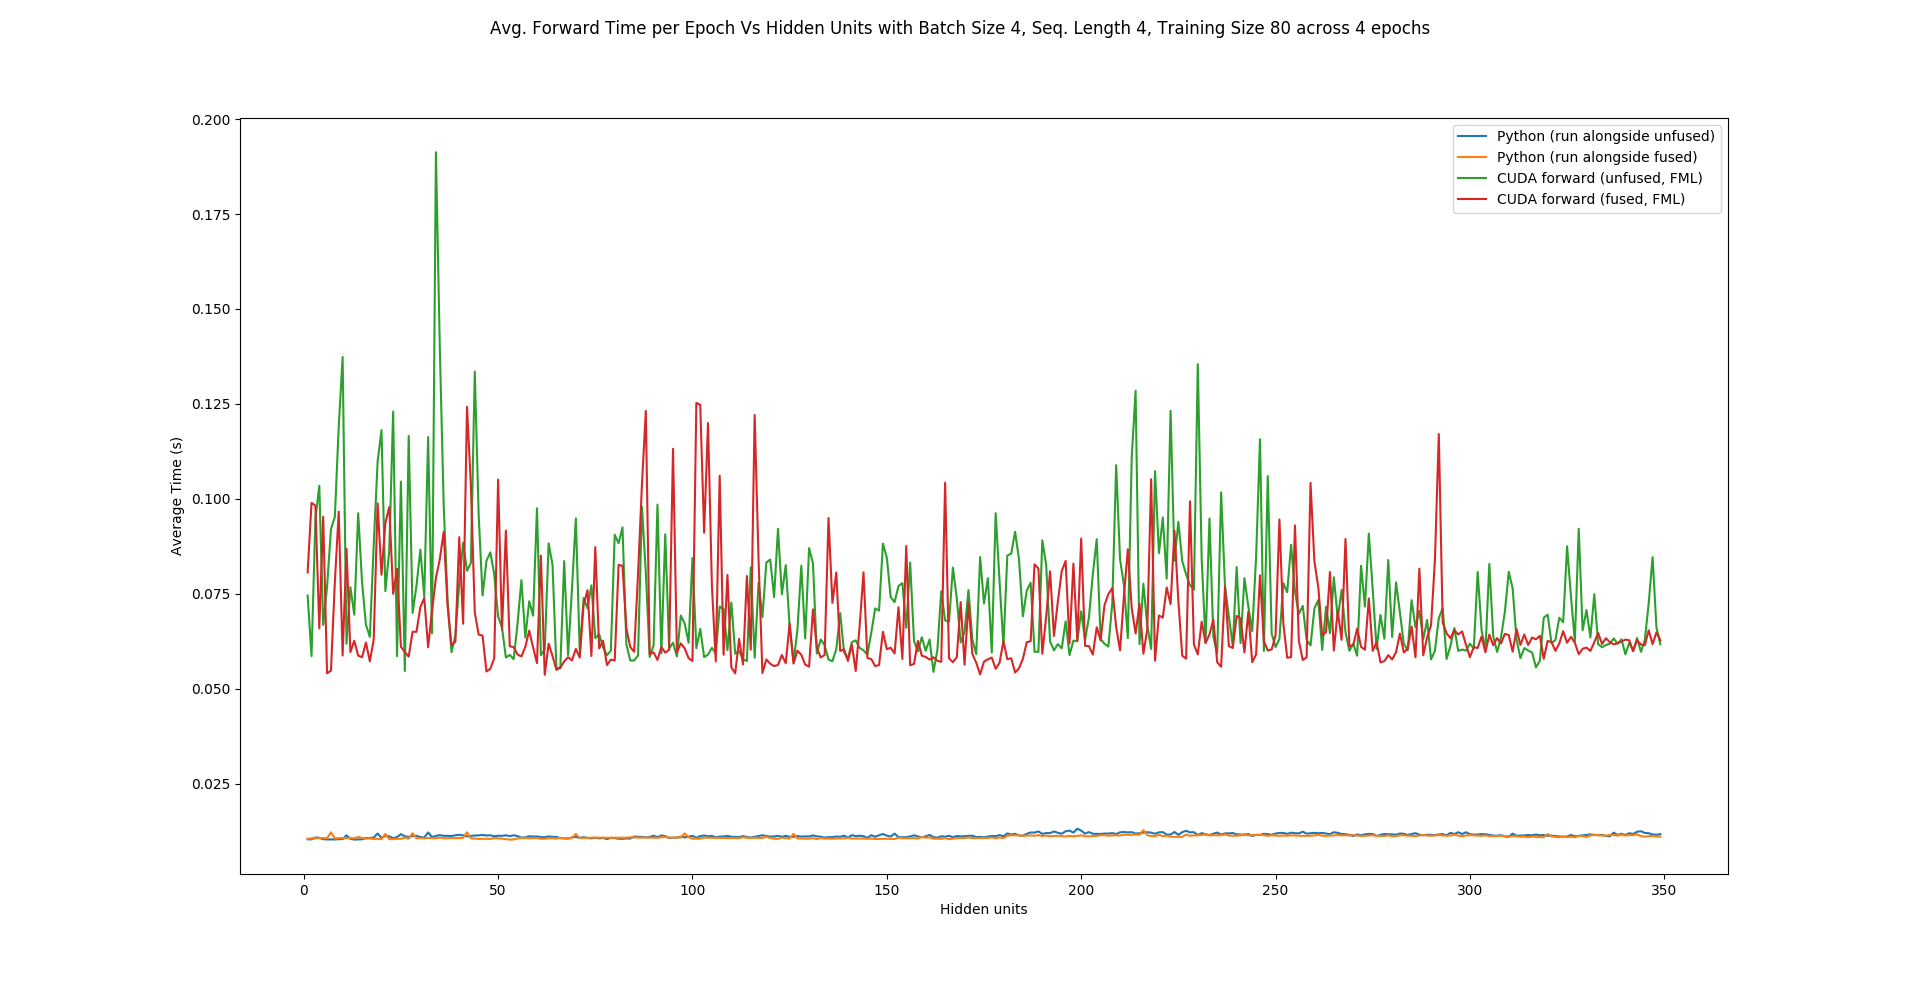 Avg. Forward Time per Epoch Vs Hidden Units with Batch Size 4, Seq. Length 4, Training Size 80 across 4 epochs
Python (run alongside unfused)
Python (run alongside fused)
CUDA forward (unfused, FML)
CUDA forward (fused, FML)
Average Time (s)
0.200
0.175
0.150
0.125
0.100
0.075
0.050
0.025
0 50 100 150 200 250 300 350
Hidden units